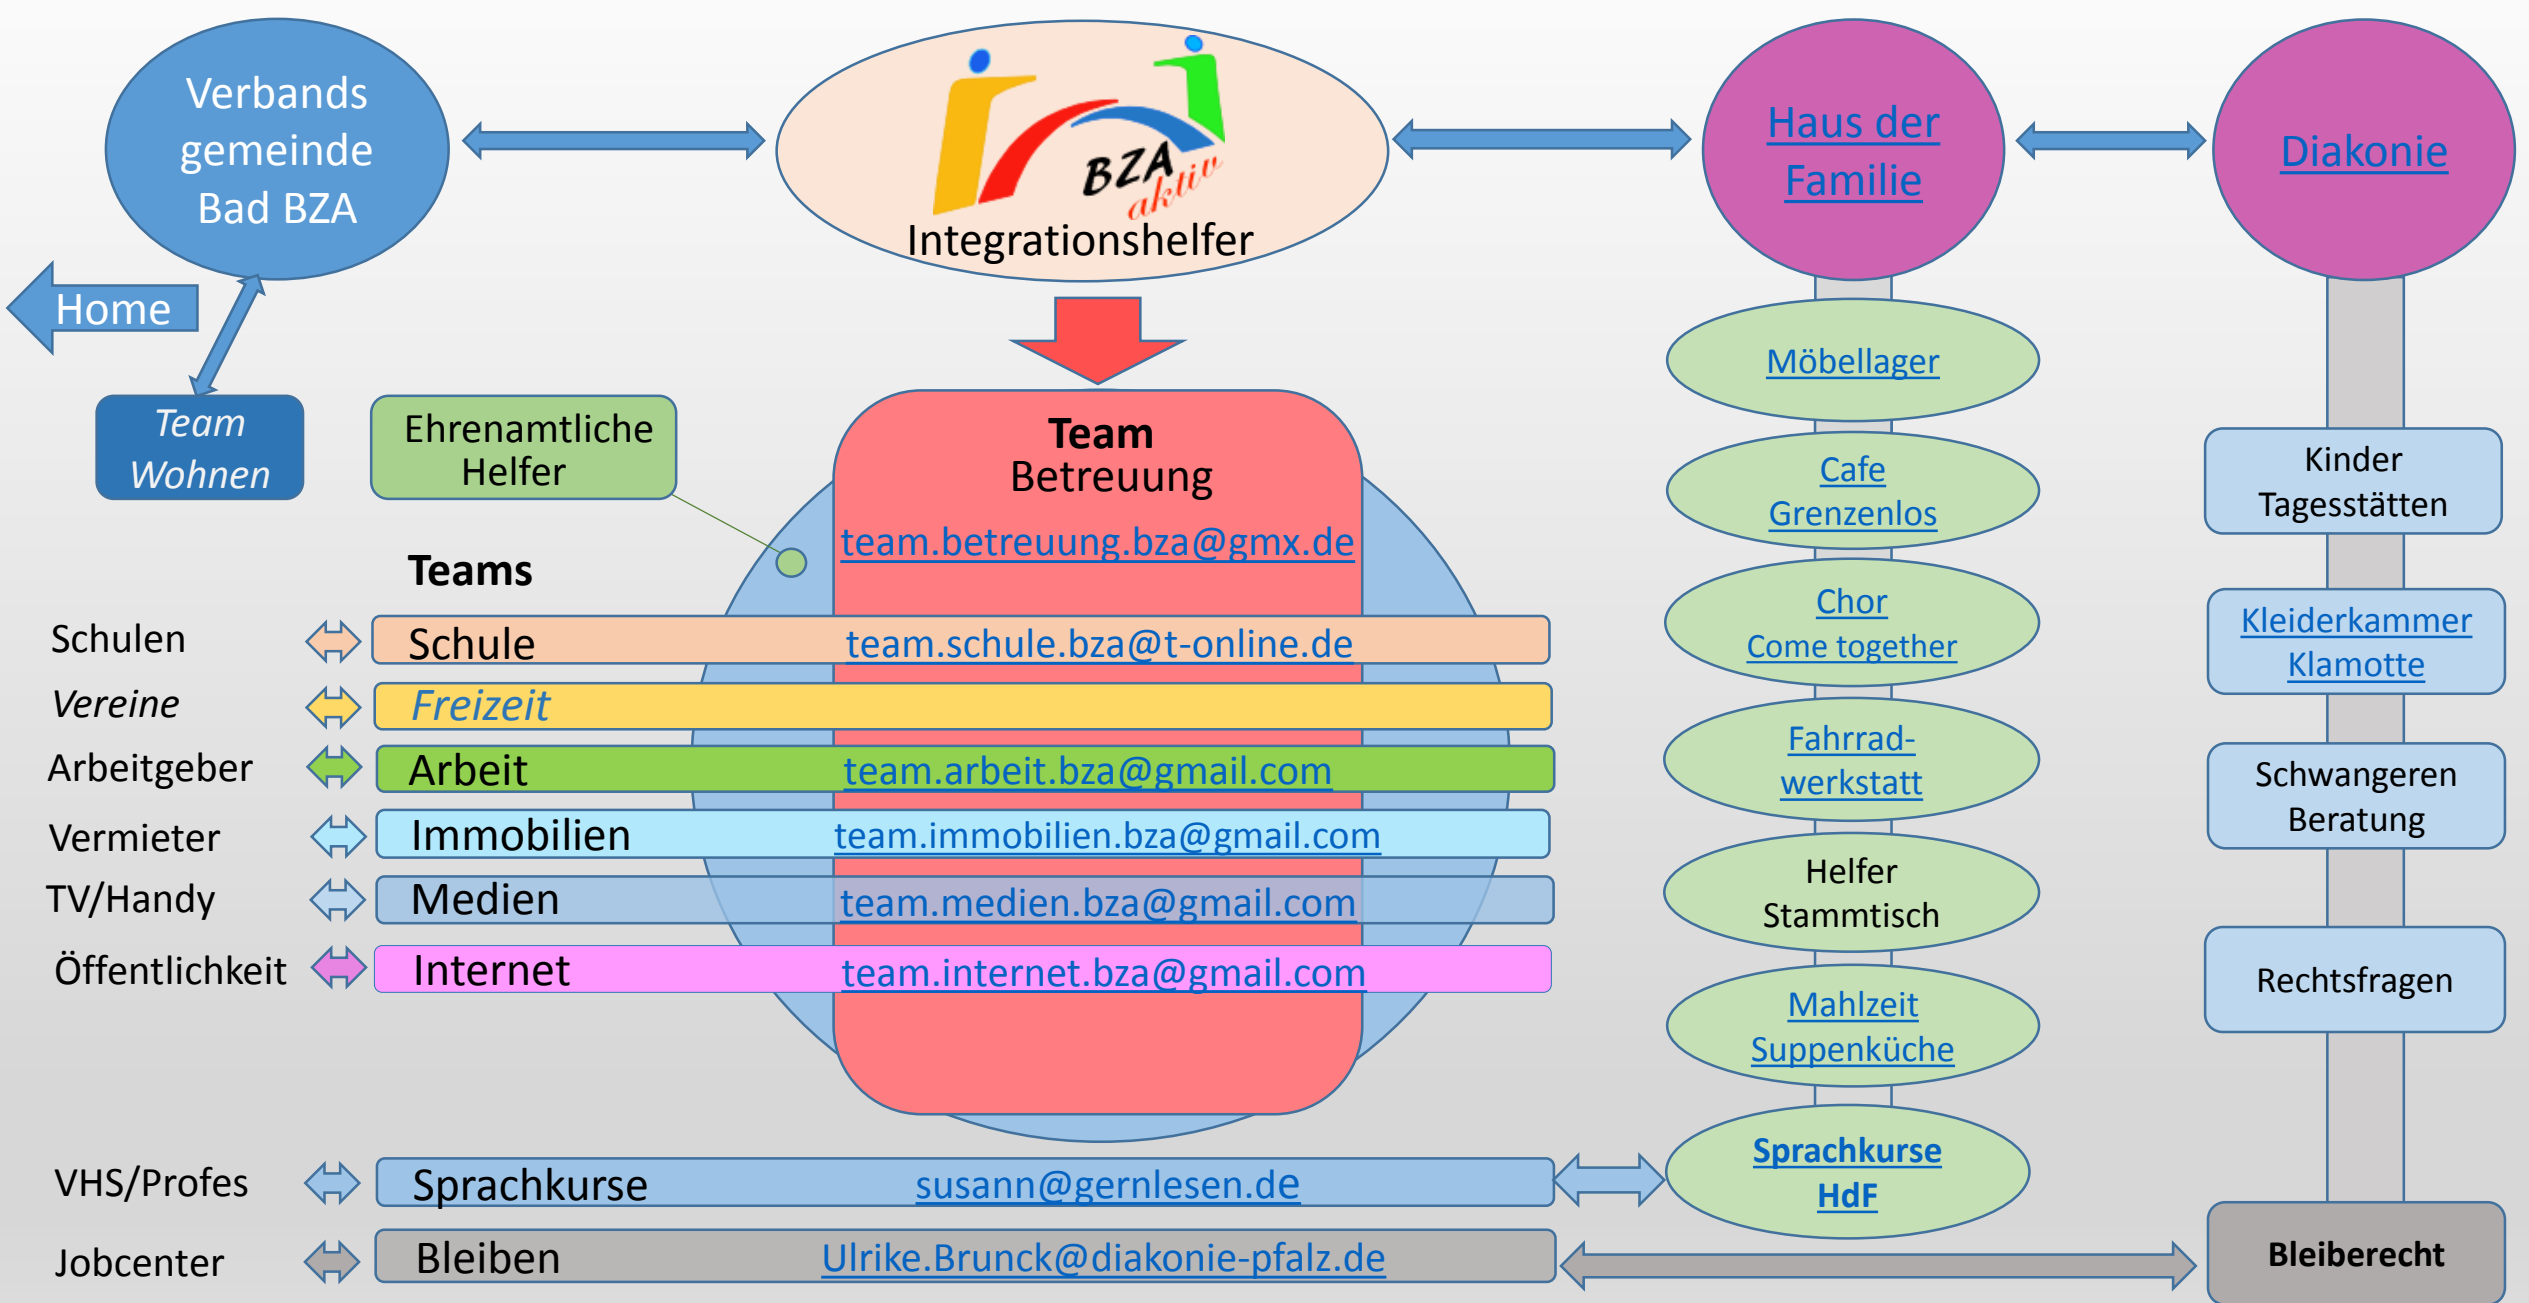 Verbands
gemeinde
Bad BZA
BZA
aktiv
Integrationshelfer
Haus der
Familie
Diakonie
Home
Team
Wohnen
Ehrenamtliche
Helfer
Team
Betreuung
team.betreuung.bza@gmx.de
Teams
Schulen
Schule
team.schule.bza@t-online.de
Vereine
Freizeit
Arbeitgeber
Arbeit
team.arbeit.bza@gmail.com
Vermieter
Immobilien
team.immobilien.bza@gmail.com
TV/Handy
Medien
team.medien.bza@gmail.com
Öffentlichkeit
Internet
team.internet.bza@gmail.com
VHS/Profes
Sprachkurse
susann@gernlesen.de
Jobcenter
Bleiben
Ulrike.Brunck@diakonie-pfalz.de
Möbellager
Cafe
Grenzenlos
Chor
Come together
Fahrrad-
werkstatt
Helfer
Stammtisch
Mahlzeit
Suppenküche
Sprachkurse
HdF
Kinder
Tagesstätten
Kleiderkammer
Klamotte
Schwangeren
Beratung
Rechtsfragen
Bleiberecht